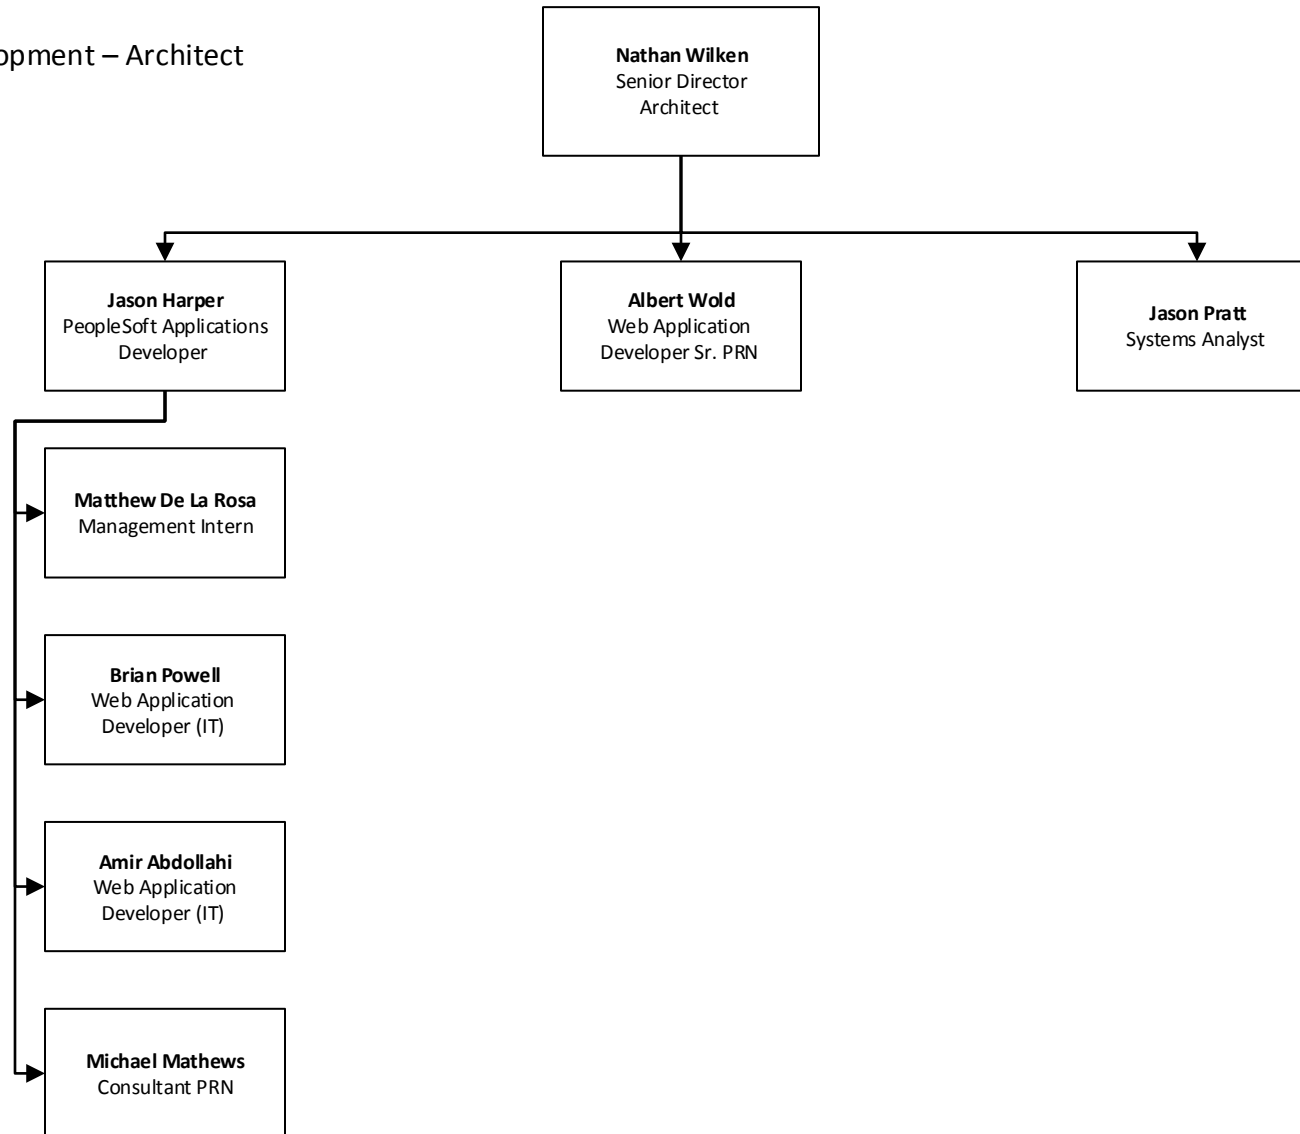 opment – Architect
Nathan Wilken
Senior Director
Architect
Jason Harper
PeopleSoft Applications
Developer
Albert Wold
Web Application
Developer Sr. PRN
Jason Pratt
Systems Analyst
Matthew De La Rosa
Management Intern
Brian Powell
Web Application
Developer (IT)
Amir Abdollahi
Web Application
Developer (IT)
Michael Mathews
Consultant PRN